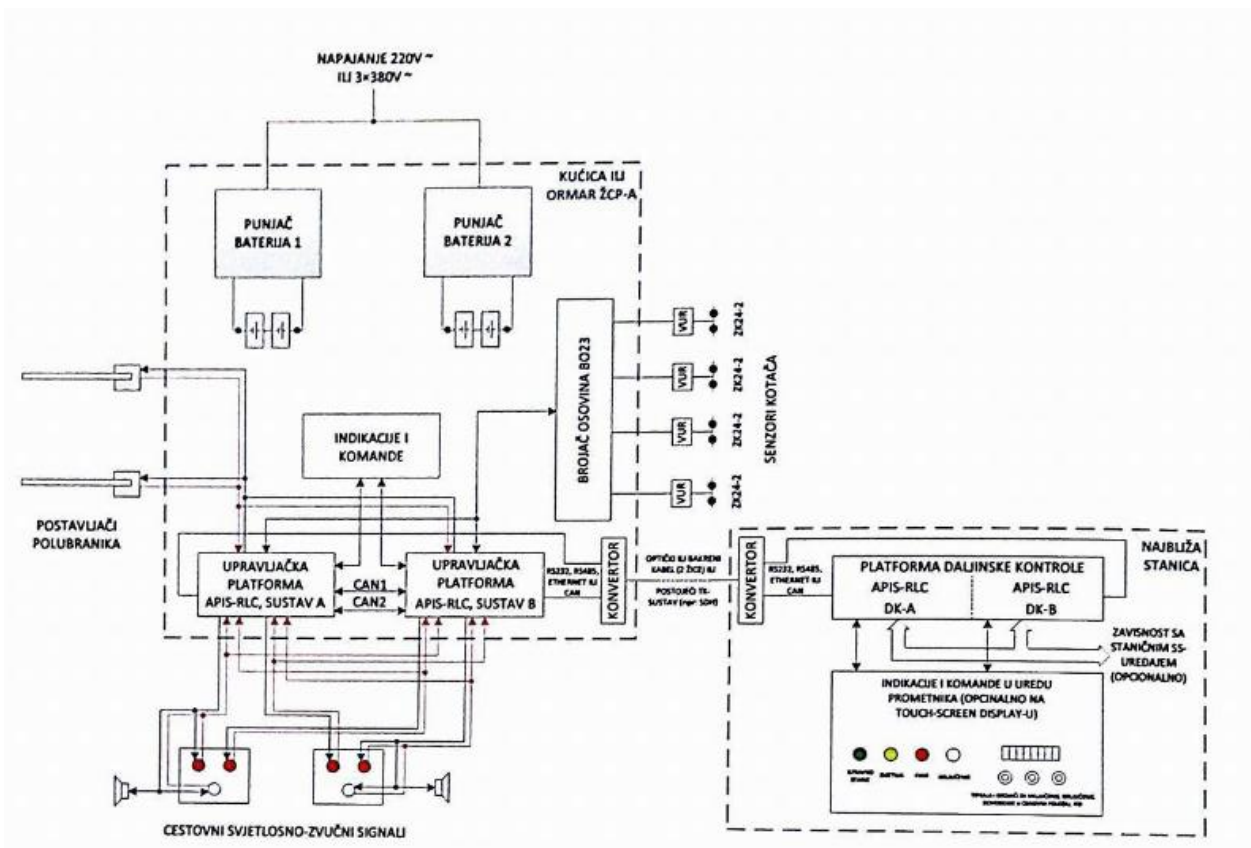 NAPAJANJE 220V ~
ILI 3×380V ~
KUĆICA ILI
ORMAR ŽCP-A
PUNJAČ
BATERIJA 1
PUNJAČ
BATERIJA 2
BROJAČ OSOVINA BO23
VUR
ZK24-2
VUR
ZK24-2
VUR
ZK24-2
VUR
ZK24-2
SENZORI KOTAČA
INDIKACIJE I
KOMANDE
POSTAVLJAČI
POLUBRANIKA
UPRAVLJAČKA
PLATFORMA
APIS-RLC, SUSTAV A
CAN1
CAN2
UPRAVLJAČKA
PLATFORMA
APIS-RLC, SUSTAV B
RS232, RS485,
ETHERNET ILI
CAN
KONVERTOR
OPTIČKI ILI BAKRENI
KABEL (2 ŽICE) ILI
POSTOJEĆI TK-
SUSTAV (npr. SDH)
KONVERTOR
RS232, RS485,
ETHERNET ILI
CAN
NAJBLIŽA
STANICA
PLATFORMA DALJINSKE KONTROLE
APIS-RLC
DK-A
APIS-RLC
DK-B
ZAVISNOST SA
STANIČNIM SS-
UREĐAJEM
(OPCIONALNO)
INDIKACIJE I KOMANDE U UREDU
PROMETNIKA (OPCINALNO NA
TOUCH-SCREEN DISPLAY-U)
ISPRAVNO
STANJE
SMETNJA
KVAR
UKLJUČENJE
CESTOVNI SVJETLOSNO-ZVUČNI SIGNALI